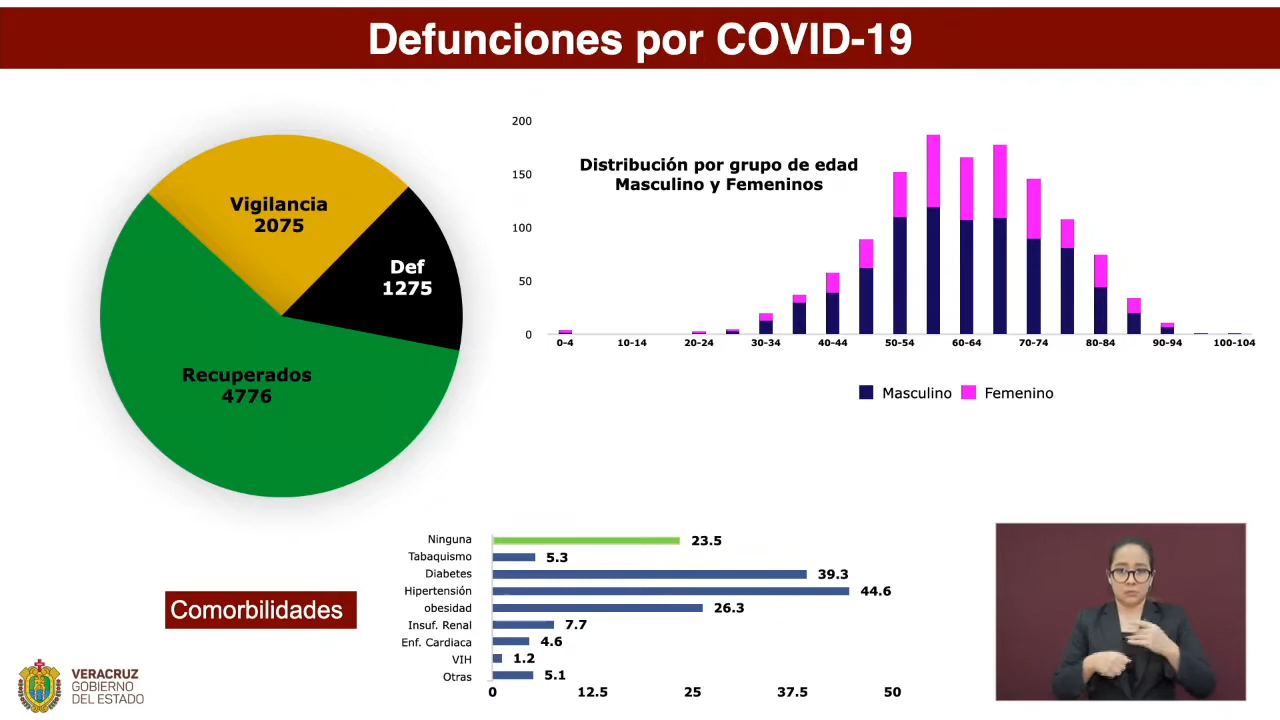 Defunciones por COVID-19
Vigilancia
2075
Def
1275
Recuperados
4776
Distribución por grupo de edad
Masculino y Femeninos
200
150
100
50
0
0-4 10-14 20-24 30-34 40-44 50-54 60-64 70-74 80-84 90-94 100-104
Masculino Femenino
Comorbilidades
Ninguna 23.5
Tabaquismo 5.3
Diabetes 39.3
Hipertensión 44.6
obesidad 26.3
Insuf. Renal 7.7
Enf. Cardiaca 4.6
VIH 1.2
Otras 5.1
0 12.5 25 37.5 50
VERACRUZ
GOBIERNO
DEL ESTADO